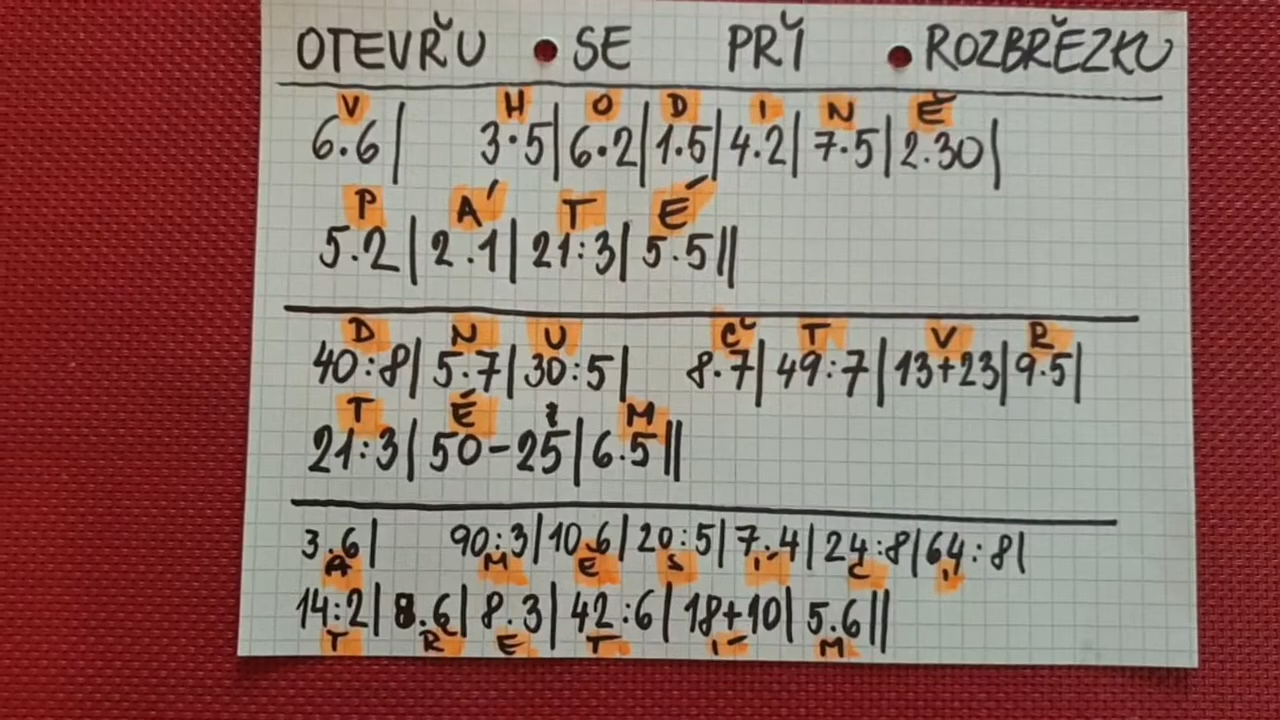 OTEVŘU • SE PŘI • ROZBŘEZKU
V H O D I N Ě
6.6| 3·5|6·2|1.5|4.2|7.5|2.30|
P Á T É
5.2|2.1|21:3|5.5||
D N U Č T V R
40:8|5.7|30:5| 8.7|49:7|13+23|9.5|
T É M
21:3|50-25|6.5||
3.6| 90:3|10.6|20:5|7.4|24:8|64:8|
A M E S Í C I
14:2|8.6|8.3|42:6|18+10|5.6||
T R E T Í M